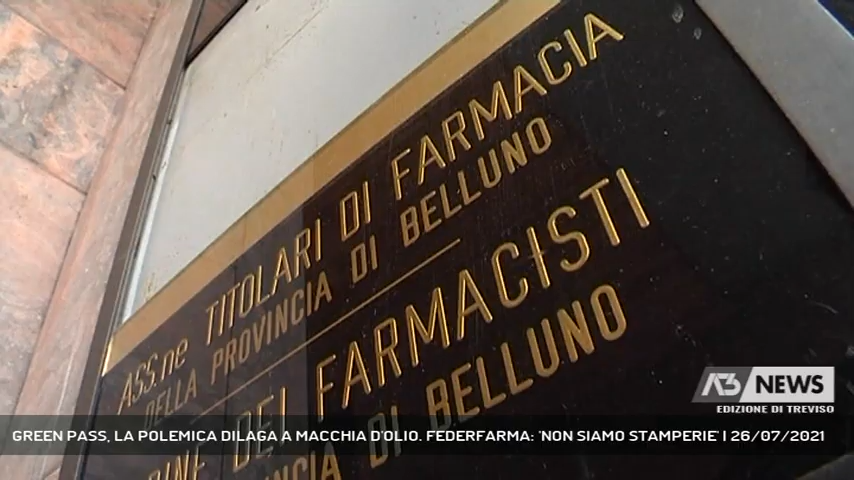 ASS.ne TITOLARI DI FARMACIA
DELLA PROVINCIA DI BELLUNO
DEI FARMACISTI
DI BELLUNO
A3 NEWS
EDIZIONE DI TREVISO
GREEN PASS, LA POLEMICA DILAGA A MACCHIA D'OLIO. FEDERFARMA: 'NON SIAMO STAMPERIE' | 26/07/2021